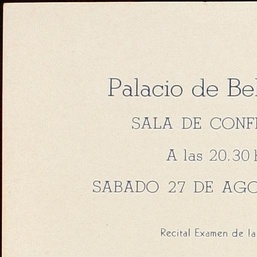 Palacio de Bel
SALA DE CONF
A las 20.30
SABADO 27 DE AGO
Recital Examen de la